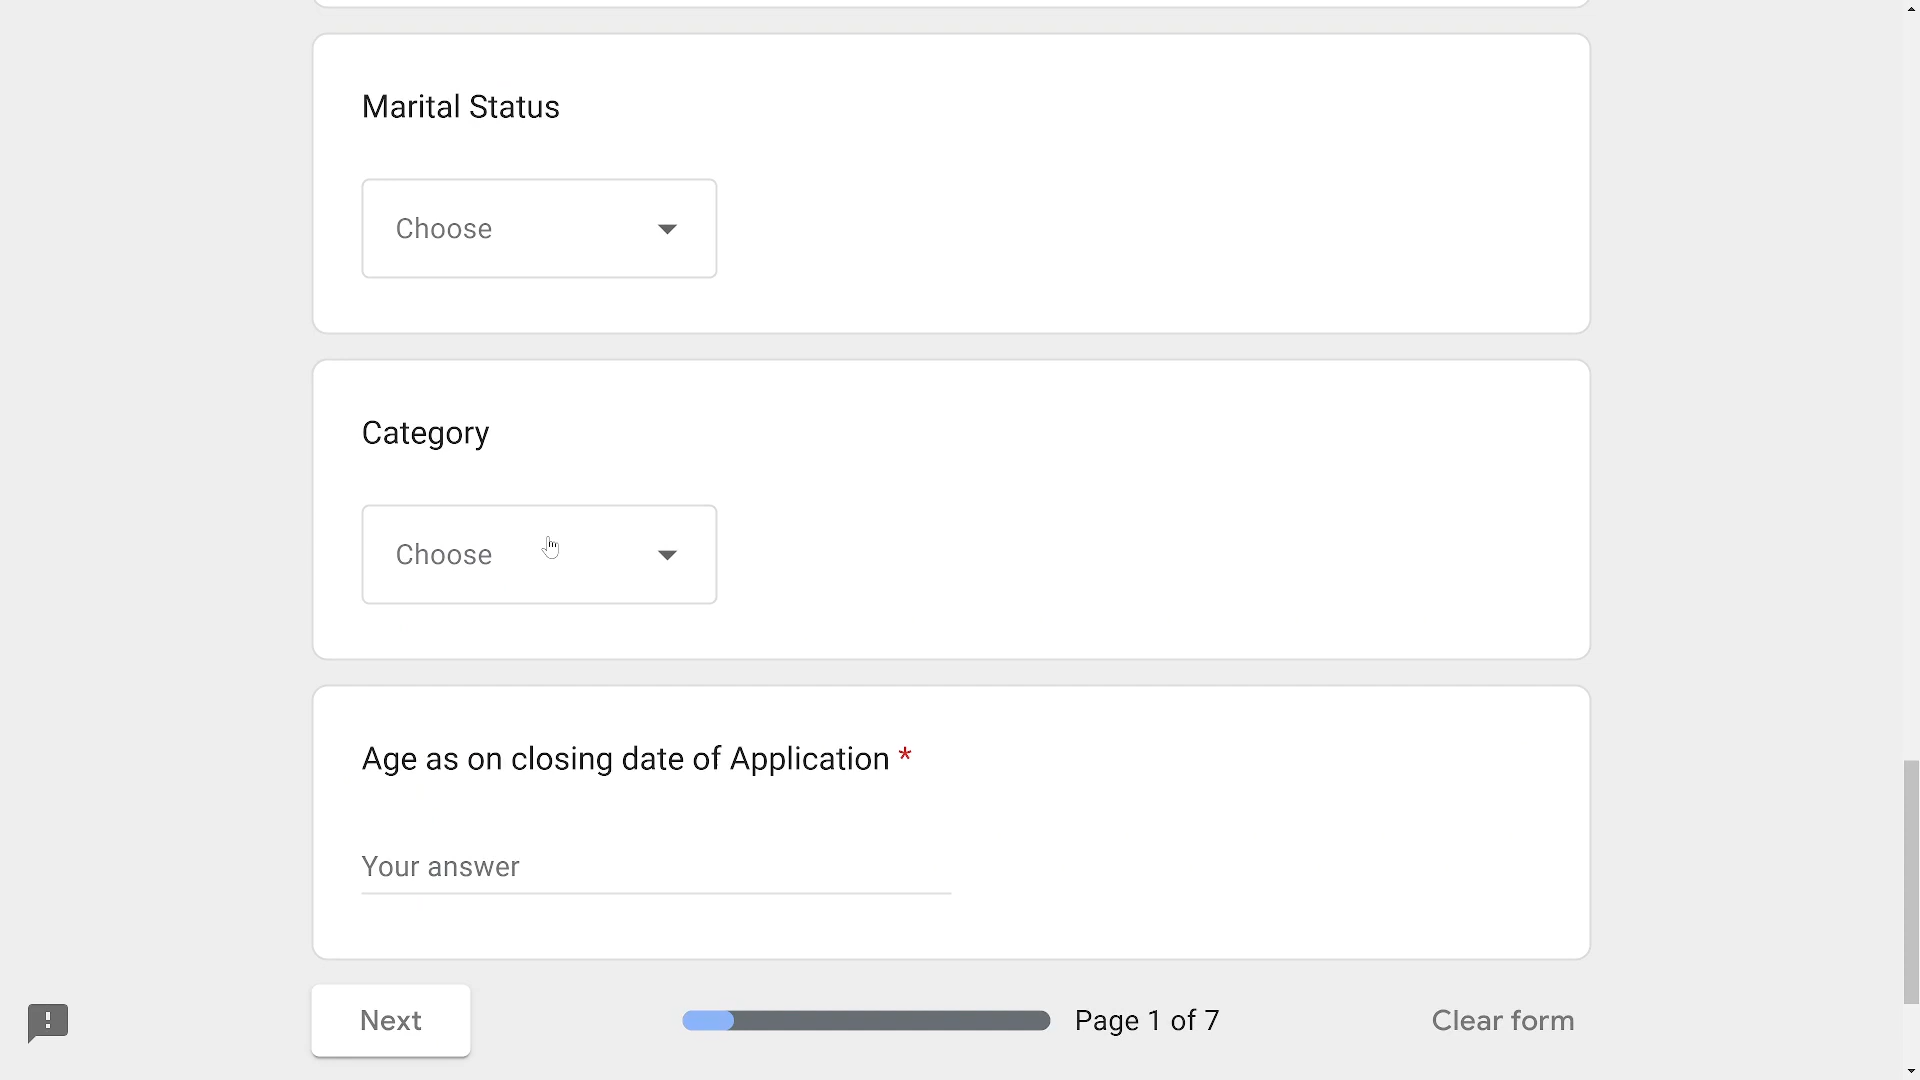 Marital Status
Choose
Category
Choose
Age as on closing date of Application *
Your answer
Next
Page 1 of 7
Clear form